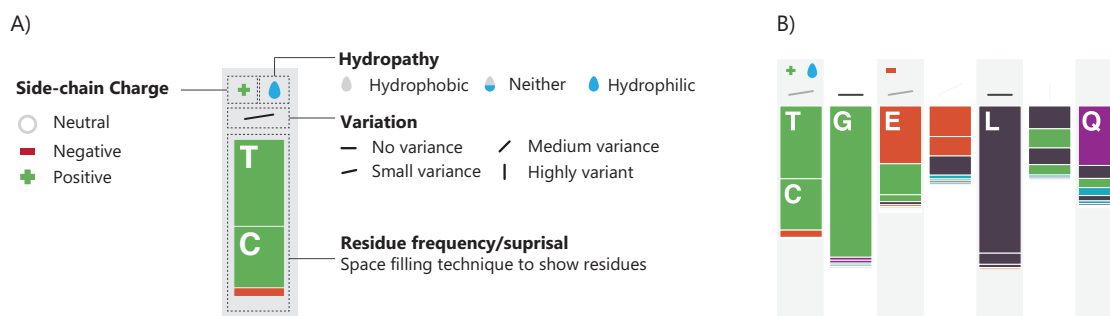 A)
Side-chain Charge
Neutral
Negative
Positive
T
C
Hydropathy
Hydrophobic Neither Hydrophilic
Variation
No variance Medium variance
Small variance Highly variant
Residue frequency/suprisal
Space filling technique to show residues
B)
T G E L Q
C